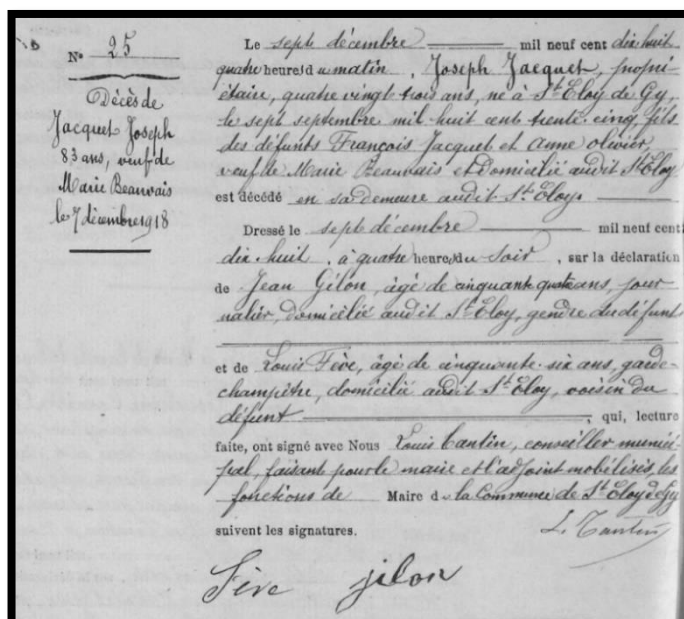 N° 25
Décès de
Jacquet Joseph
83 ans, veuf de
Marie Beauvais
le 7 décembre 1918
Le sept décembre mil neuf cent dix huit
quatre heures du matin, Joseph Jacquet, propri-
étaire, quatre vingt trois ans, né à St Eloy de Gy,
le sept septembre mil huit cent trente-cinq, fils
des défunts François Jacquet et Anne Olivier,
veuf de Marie Beauvais et domicilié audit St Eloy
est décédé en sa demeure audit St Eloy.
Dressé le sept décembre mil neuf cent
dix-huit, à quatre heures du soir, sur la déclaration
de Jean Gilon, âgé de cinquante quatre ans, jour-
nalier, domicilié audit St Eloy, gendre du défunt
et de Louis Fève, âgé de cinquante-six ans, garde-
champêtre, domicilié audit St Eloy, voisin du
défunt, qui, lecture
faite, ont signé avec Nous Louis Cantin, conseiller munici-
pal, faisant pour le maire et l'adjoint mobilisés, les
fonctions de Maire de la Commune de St Eloy de Gy
suivent les signatures.
L. Cantin
Fève jilon